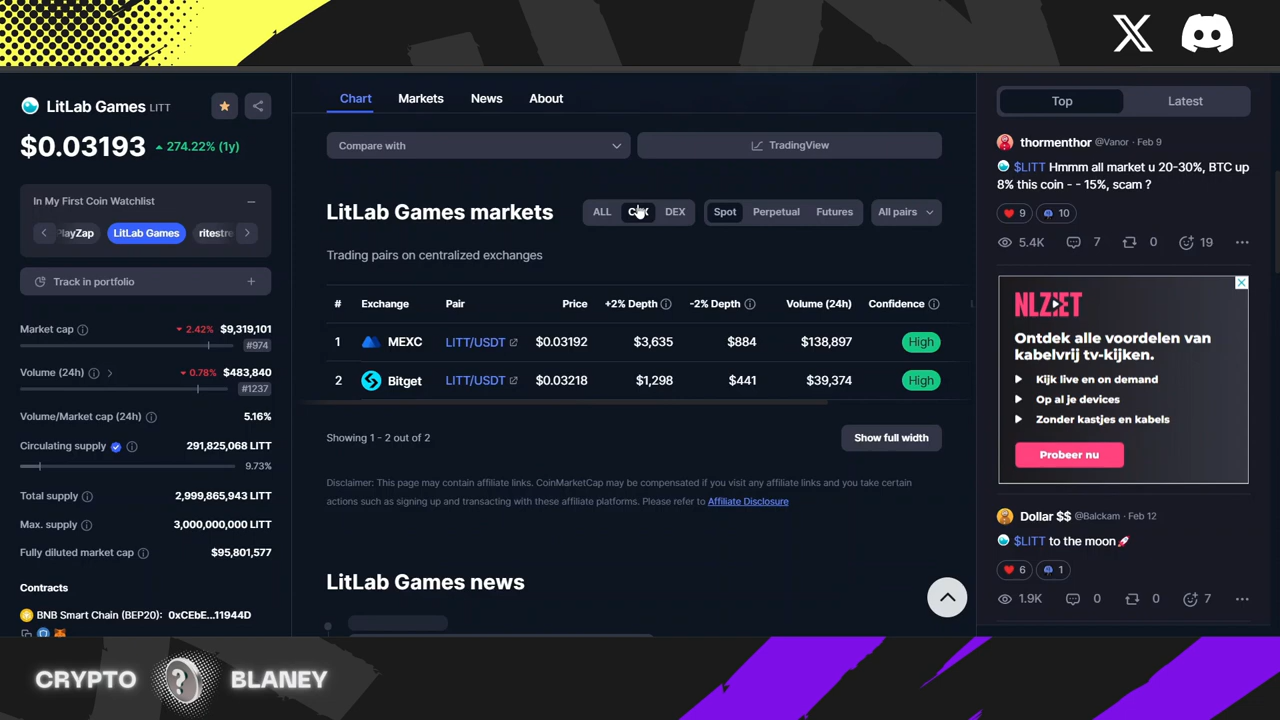 LitLab Games LITT
$0.03193 274.22% (1y)
In My First Coin Watchlist
PlayZap LitLab Games
Track in portfolio
Market cap 2.42% $9,319,101
#974
Volume (24h) 0.78% $483,840
#1237
Volume/Market cap (24h) 5.16%
Circulating supply 291,825,068 LITT
9.73%
Total supply 2,999,865,943 LITT
Max. supply 3,000,000,000 LITT
Fully diluted market cap $95,801,577
Contracts
BNB Smart Chain (BEP20): 0xCEbE...11944D
Chart Markets News About
Compare with TradingView
LitLab Games markets ALL DEX Spot Perpetual Futures All pairs
Trading pairs on centralized exchanges
# Exchange Pair Price +2% Depth -2% Depth Volume (24h) Confidence
1 MEXC LITT/USDT $0.03192 $3,635 $884 $138,897 High
2 Bitget LITT/USDT $0.03218 $1,298 $441 $39,374 High
Showing 1 - 2 out of 2 Show full width
Disclaimer: This page may contain affiliate links. CoinMarketCap may be compensated if you visit any affiliate links and you take certain
actions such as signing up and transacting with these affiliate platforms. Please refer to Affiliate Disclosure
LitLab Games news
Top Latest
thormenthor @Vanor · Feb 9
$LITT Hmmm all market u 20-30%, BTC up
8% this coin - - 15%, scam ?
9 10
5.4K 7 0 19
NLZIET
Ontdek alle voordelen van
kabelvrij tv-kijken.
Kijk live en on demand
Op al je devices
Zonder kastjes en kabels
Probeer nu
Dollar $$ @Balckam · Feb 12
$LITT to the moon🚀
6 1
1.9K 0 0 7
CRYPTO ? BLANEY